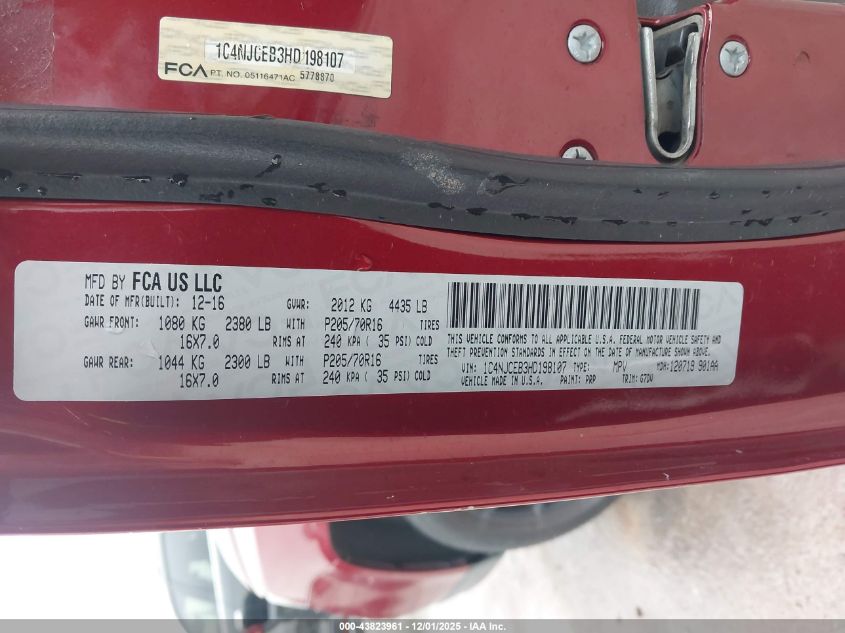 1C4NJCEB3HD198107
FCA PT. NO. 05116471AC 5778870
MFD BY FCA US LLC
DATE OF MFR(BUILT): 12-16 GVWR: 2012 KG 4435 LB
GAWR FRONT: 1080 KG 2380 LB WITH P205/70R16 TIRES
16X7.0 RIMS AT 240 KPA ( 35 PSI) COLD
GAWR REAR: 1044 KG 2300 LB WITH P205/70R16 TIRES
16X7.0 RIMS AT 240 KPA ( 35 PSI) COLD
THIS VEHICLE CONFORMS TO ALL APPLICABLE U.S.A. FEDERAL MOTOR VEHICLE SAFETY AND
THEFT PREVENTION STANDARDS IN EFFECT ON THE DATE OF MANUFACTURE SHOWN ABOVE.
VIN: 1C4NJCEB3HD198107 TYPE: MPV MDH: 120719 901AA
VEHICLE MADE IN U.S.A. PAINT: PRP TRIM: G7DV
000-43823961 - 12/01/2025 - IAA Inc.